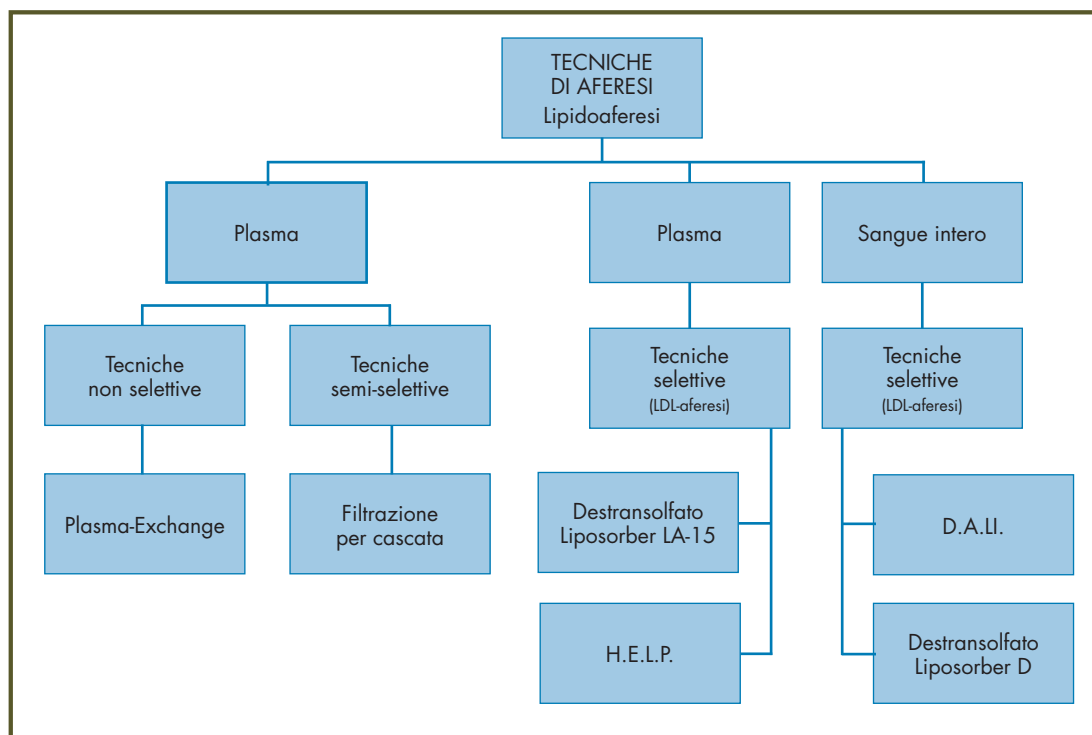 TECNICHE
DI AFERESI
Lipidoaferesi
Plasma
Plasma
Sangue intero
Tecniche
non selettive
Tecniche
semi-selettive
Tecniche
selettive
(LDL-aferesi)
Tecniche
selettive
(LDL-aferesi)
Plasma-Exchange
Filtrazione
per cascata
Destransolfato
Liposorber LA-15
D.A.LI.
H.E.L.P.
Destransolfato
Liposorber D